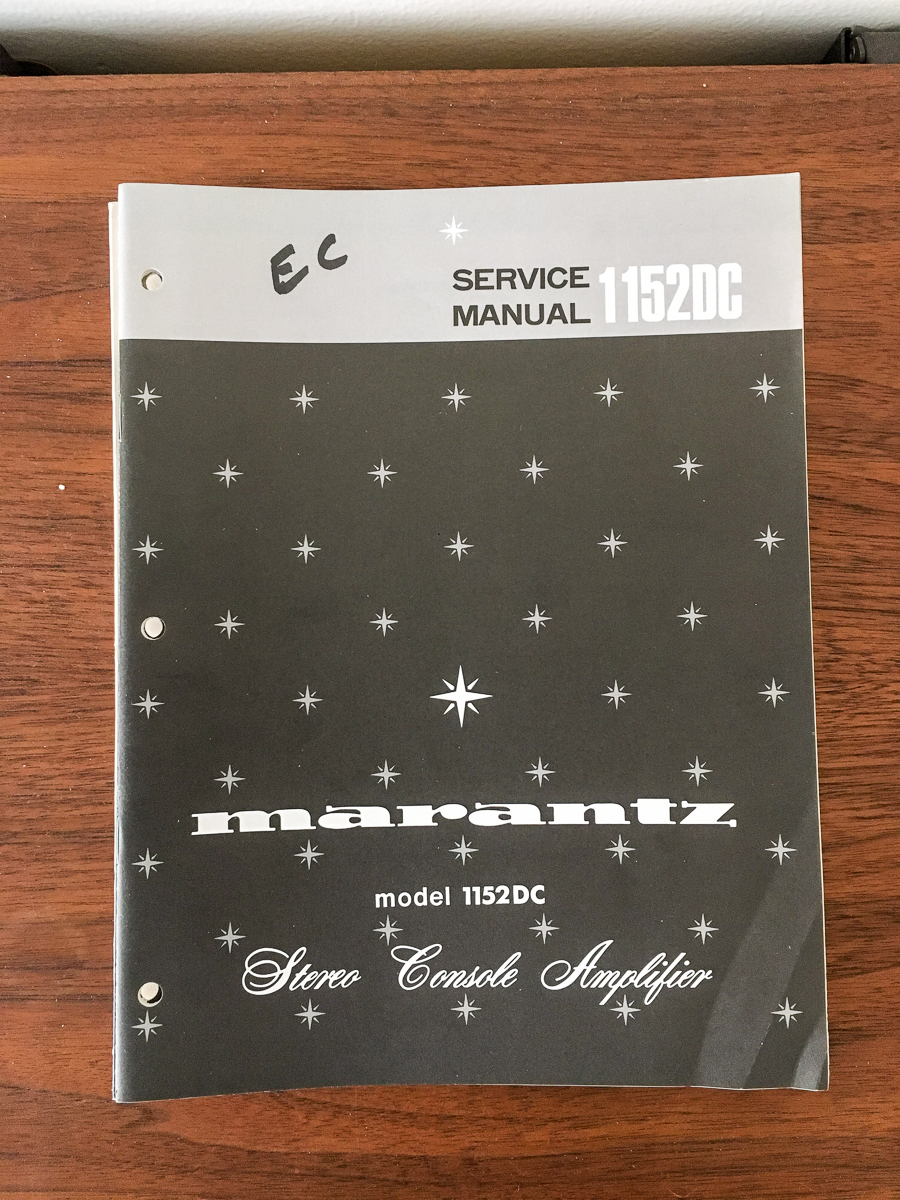 EC
SERVICE
MANUAL 1152DC
marantz
model 1152DC
Stereo Console Amplifier